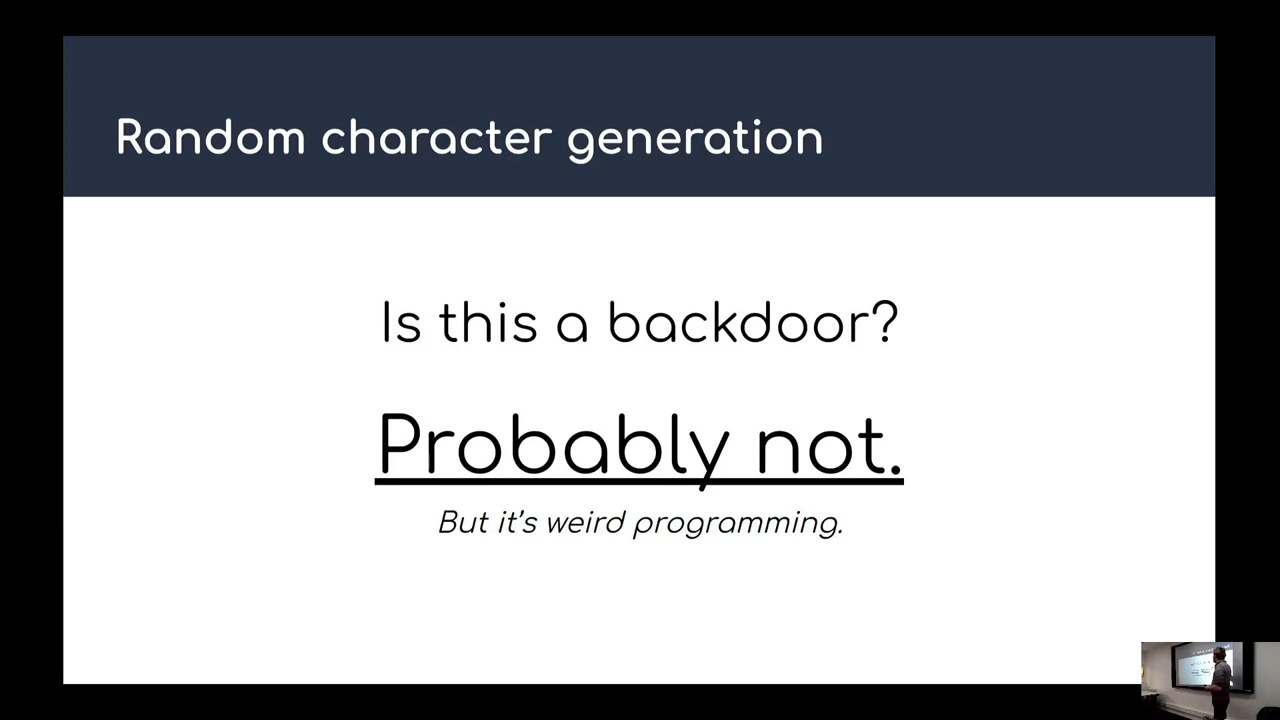 Random character generation
Is this a backdoor?
Probably not.
But it's weird programming.